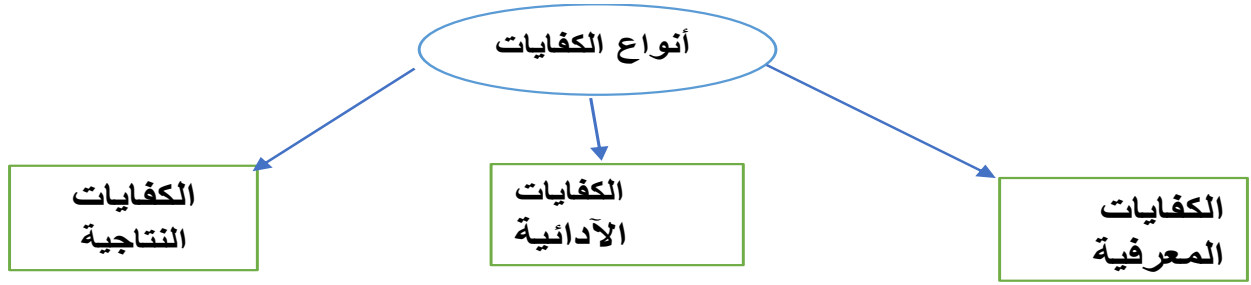 أنواع الكفايات
الكفايات
المعرفية
الكفايات
الآدائية
الكفايات
النتاجية